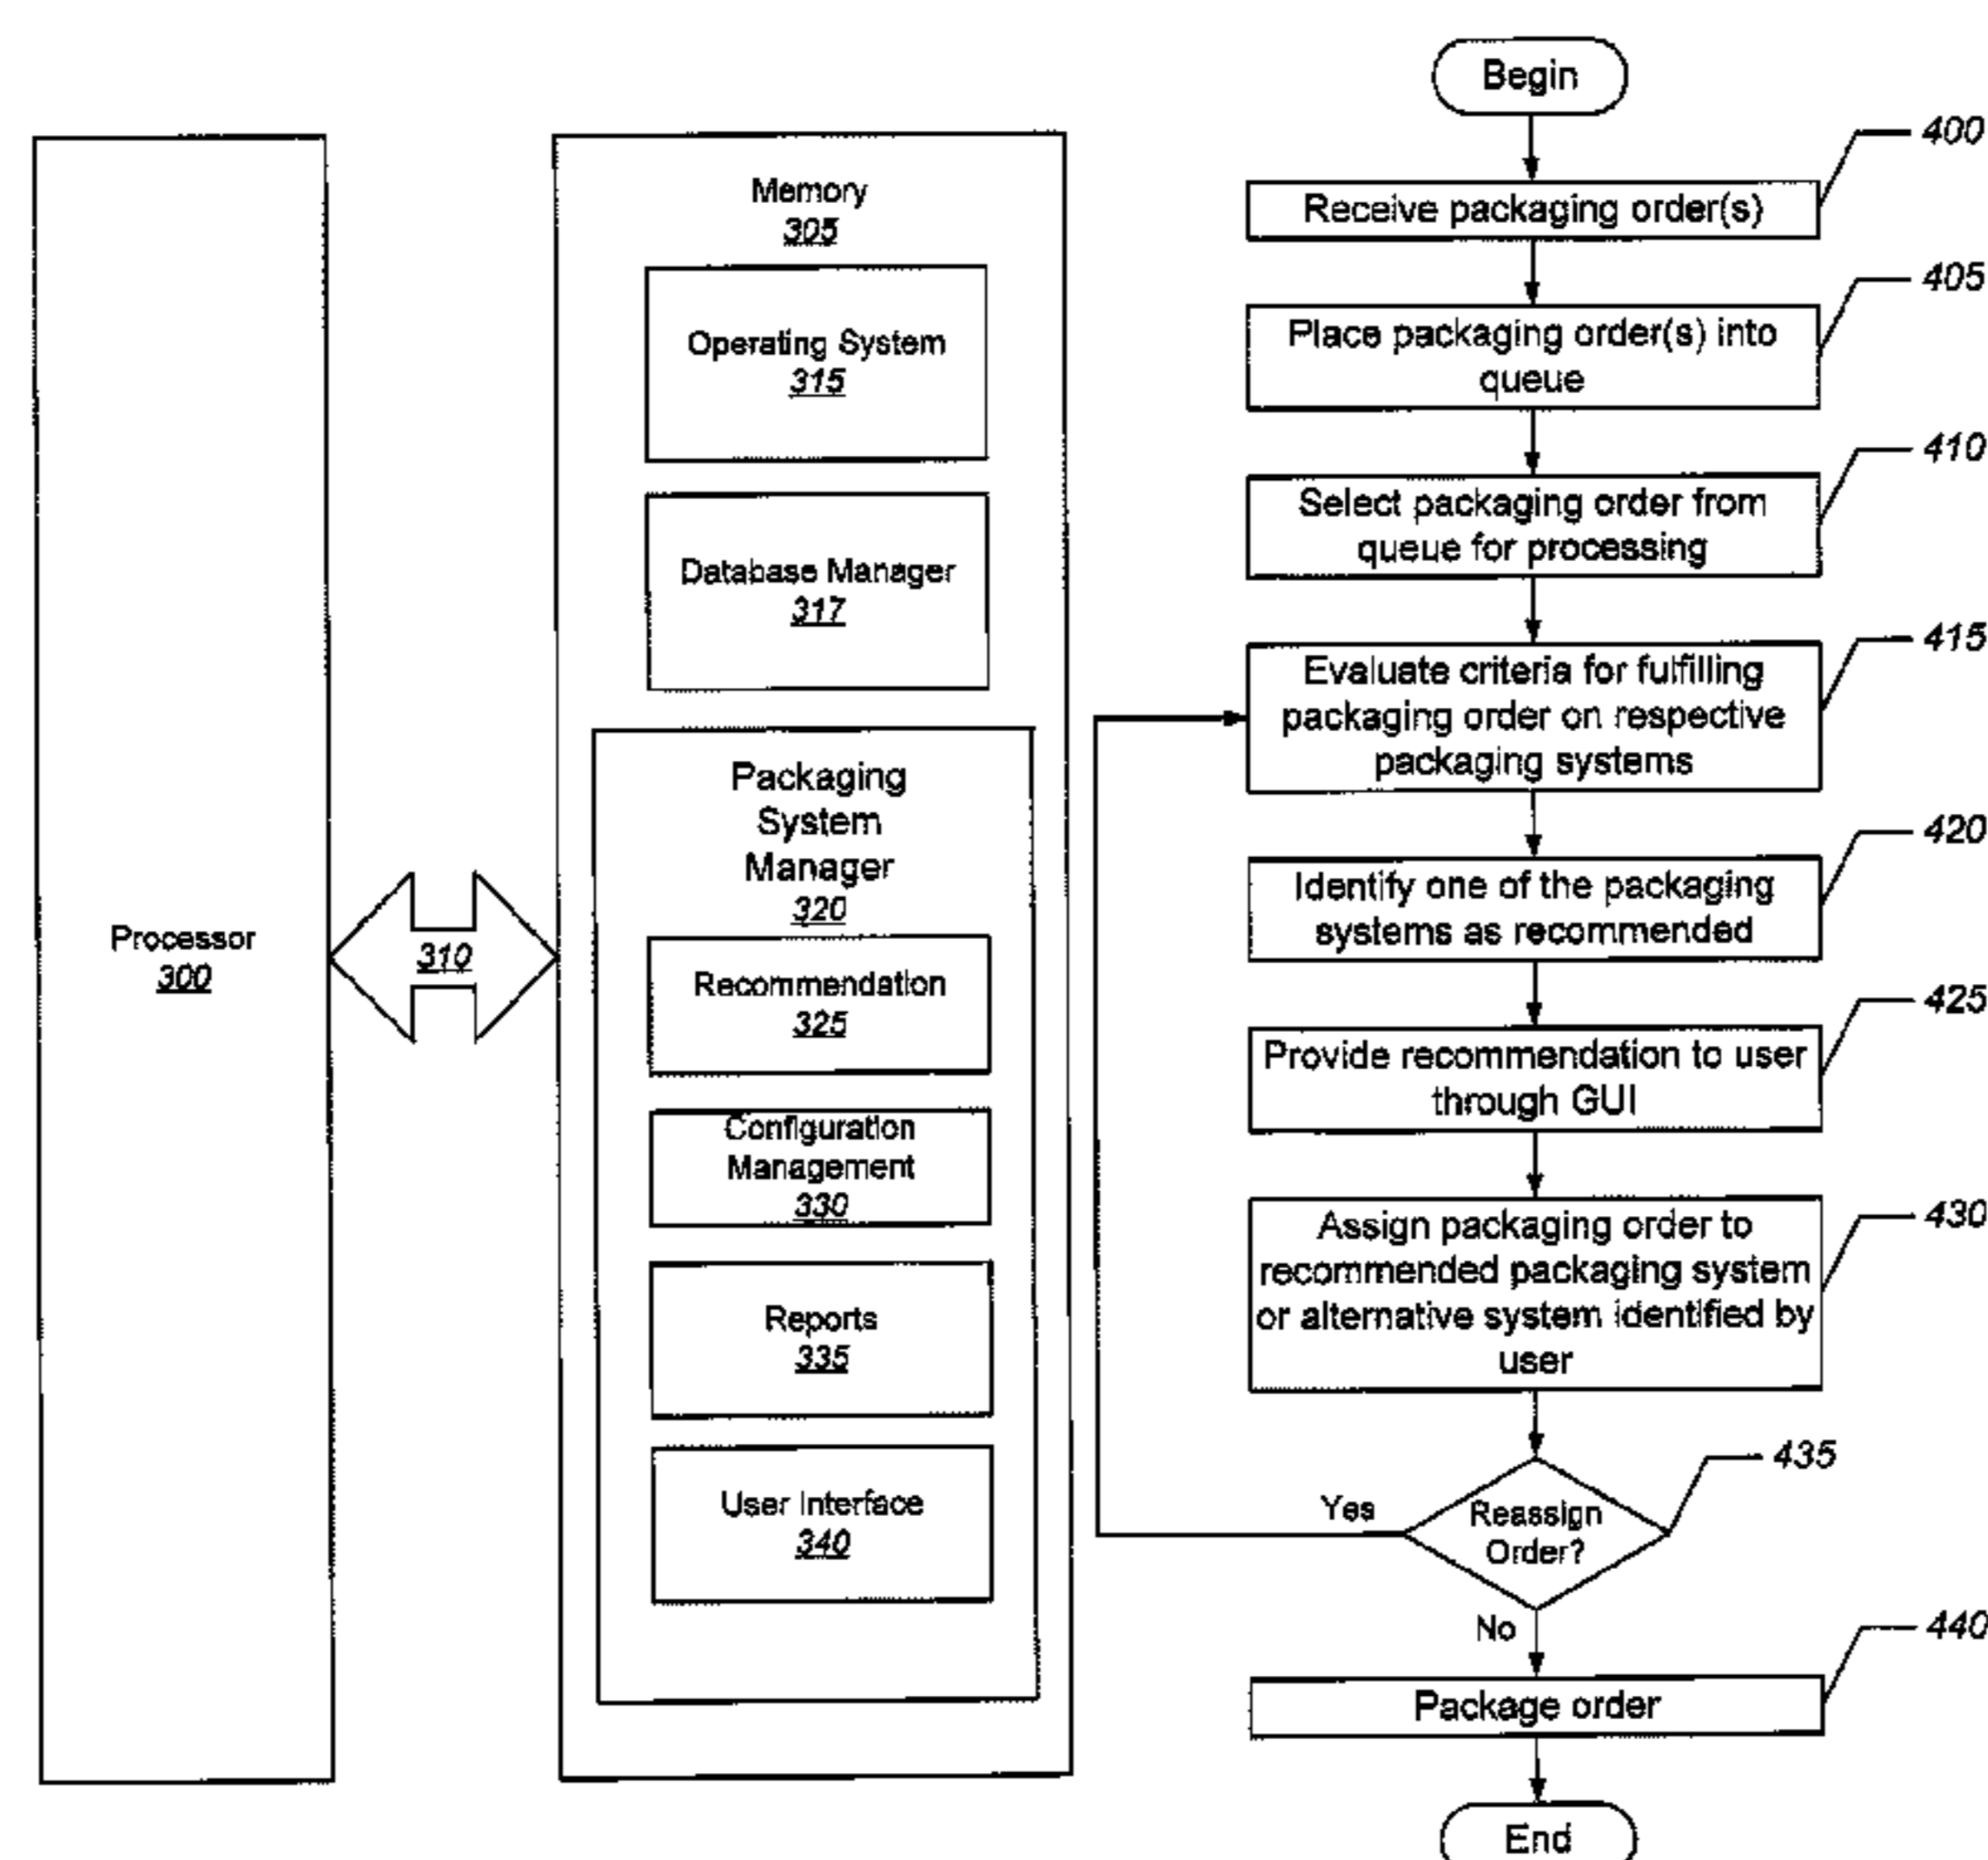 Processor
300
310
Memory
305
Operating System
315
Database Manager
317
Packaging
System
Manager
320
Recommendation
325
Configuration
Management
330
Reports
335
User Interface
340
Begin
400
Receive packaging order(s)
405
Place packaging order(s) into
queue
410
Select packaging order from
queue for processing
415
Evaluate criteria for fulfilling
packaging order on respective
packaging systems
420
Identify one of the packaging
systems as recommended
425
Provide recommendation to user
through GUI
430
Assign packaging order to
recommended packaging system
or alternative system identified by
user
435
Reassign
Order?
Yes
No
440
Package order
End